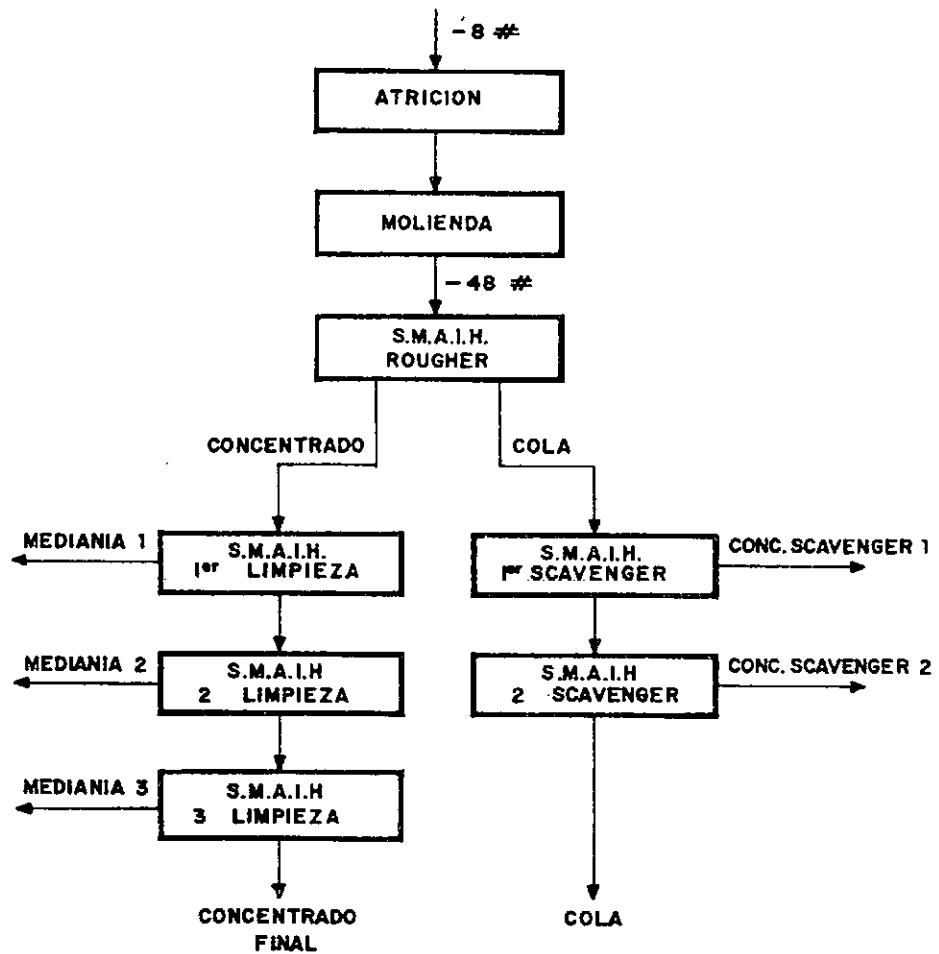 -8 #
ATRICION
MOLIENDA
-48 #
S.M.A.I.H.
ROUGHER
CONCENTRADO
COLA
MEDIANIA 1
S.M.A.I.H.
1er LIMPIEZA
S.M.A.I.H.
1er SCAVENGER
CONC. SCAVENGER 1
MEDIANIA 2
S.M.A.I.H
2 LIMPIEZA
S.M.A.I.H
2 SCAVENGER
CONC. SCAVENGER 2
MEDIANIA 3
S.M.A.I.H
3 LIMPIEZA
CONCENTRADO
FINAL
COLA